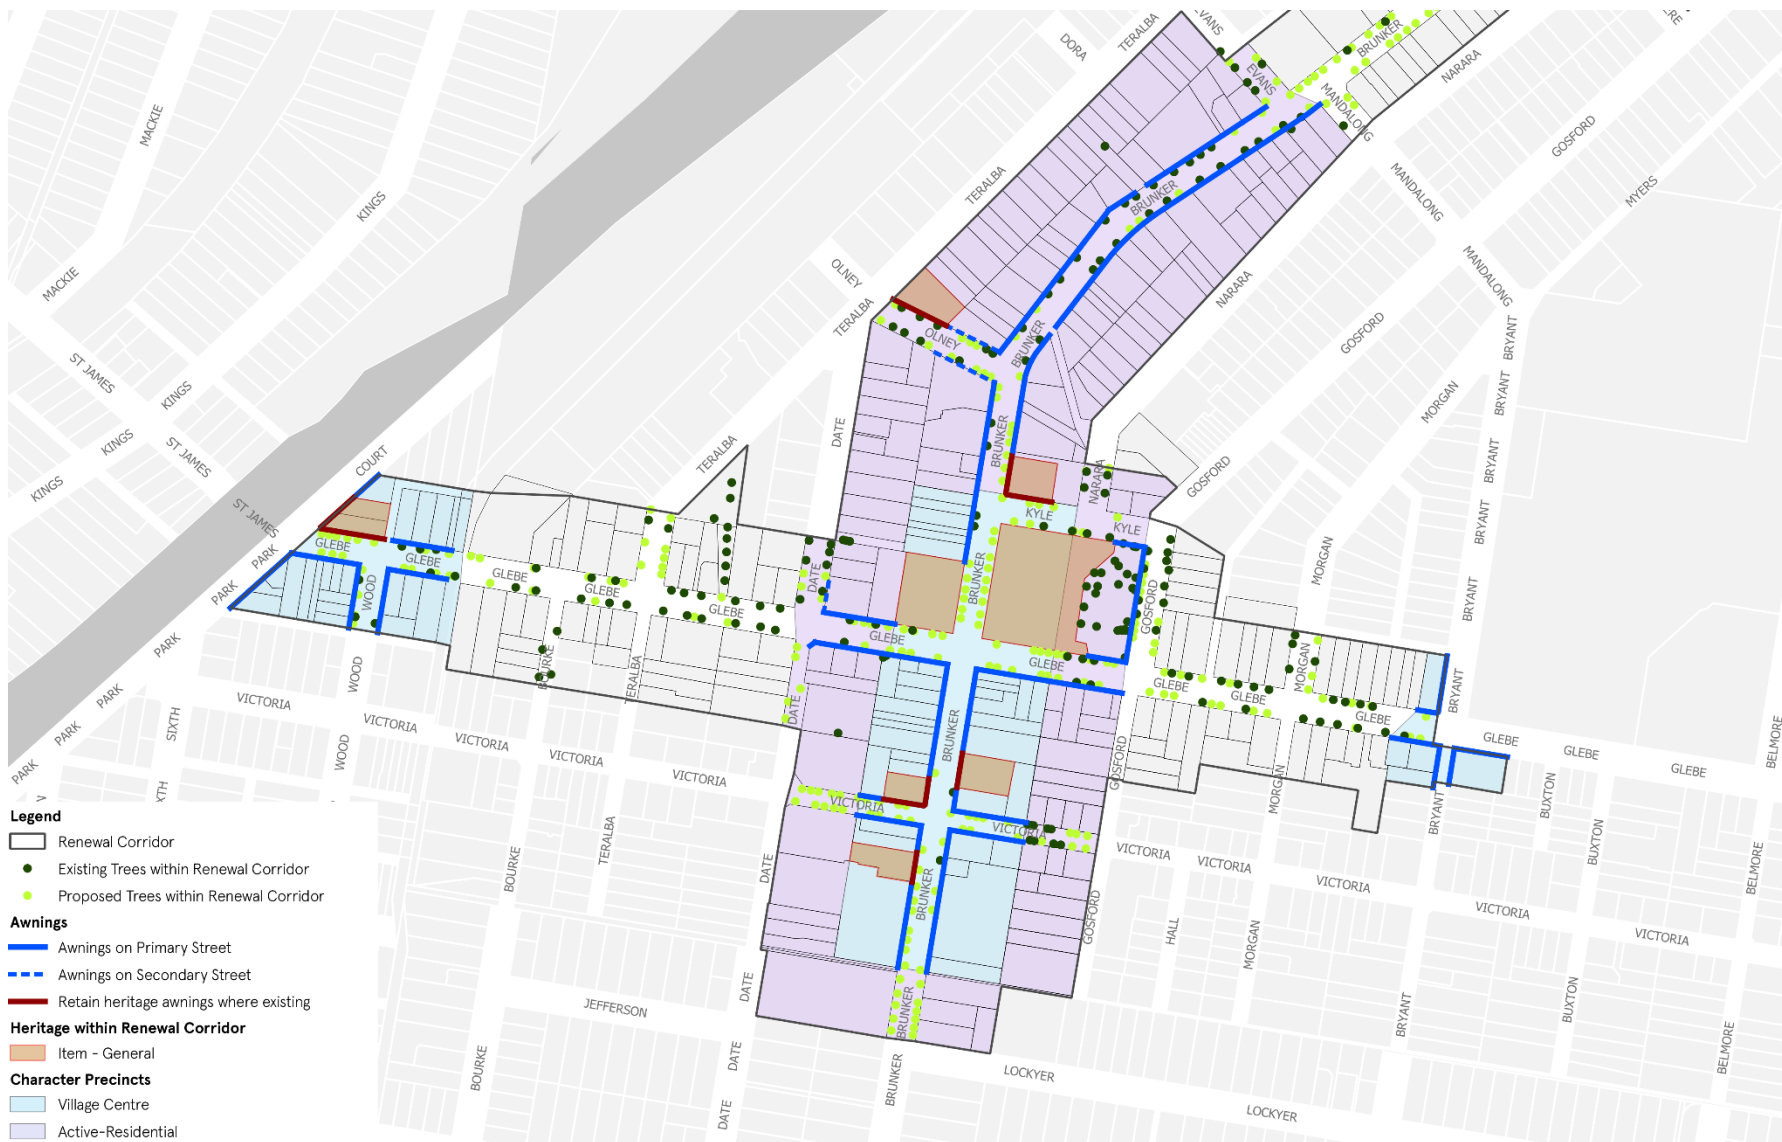 EVANS
TERALBA
DORA
BRUNKER
NARARA
EVANS
MANDALONG
MACKIE
GOSFORD
MYERS
MANDALONG
TERALBA
BRUNKER
KINGS
MANDALONG
OLNEY
MACKIE
TERALBA
NARARA
GOSFORD
BRYANT
OLNEY
BRUNKER
ST JAMES
KINGS
BRYANT
MORGAN
DATE
BRUNKER
KINGS
ST JAMES
TERALBA
COURT
BRYANT
KINGS
NARARA
GOSFORD
ST JAMES
KYLE
KYLE
BRYANT
GLEBE
PARK
GLEBE
MORGAN
GLEBE
DATE
BRUNKER
PARK
WOOD
GLEBE
GLEBE
GOSFORD
BRYANT
PARK
GLEBE
GLEBE
BOURKE
TERALBA
MORGAN
WOOD
PARK
GLEBE
GLEBE
GLEBE
BRYANT
VICTORIA
DATE
SIXTH
VICTORIA
PARK
BRUNKER
VICTORIA
GLEBE
GLEBE
GLEBE
BELMORE
WOOD
VICTORIA
VICTORIA
GOSFORD
PARK
MORGAN
BUXTON
XTH
N
VICTORIA
VICTORIA
BRYANT
Legend
Renewal Corridor
Existing Trees within Renewal Corridor
Proposed Trees within Renewal Corridor
Awnings
Awnings on Primary Street
Awnings on Secondary Street
Retain heritage awnings where existing
Heritage within Renewal Corridor
Item - General
Character Precincts
Village Centre
Active-Residential
TERALBA
BOURKE
DATE
VICTORIA
VICTORIA
VICTORIA
BUXTON
BELMORE
BRUNKER
GOSFORD
HALL
MORGAN
VICTORIA
VICTORIA
DATE
JEFFERSON
BRUNKER
BRYANT
BUXTON
BELMORE
BOURKE
DATE
BRUNKER
LOCKYER
DATE
LOCKYER